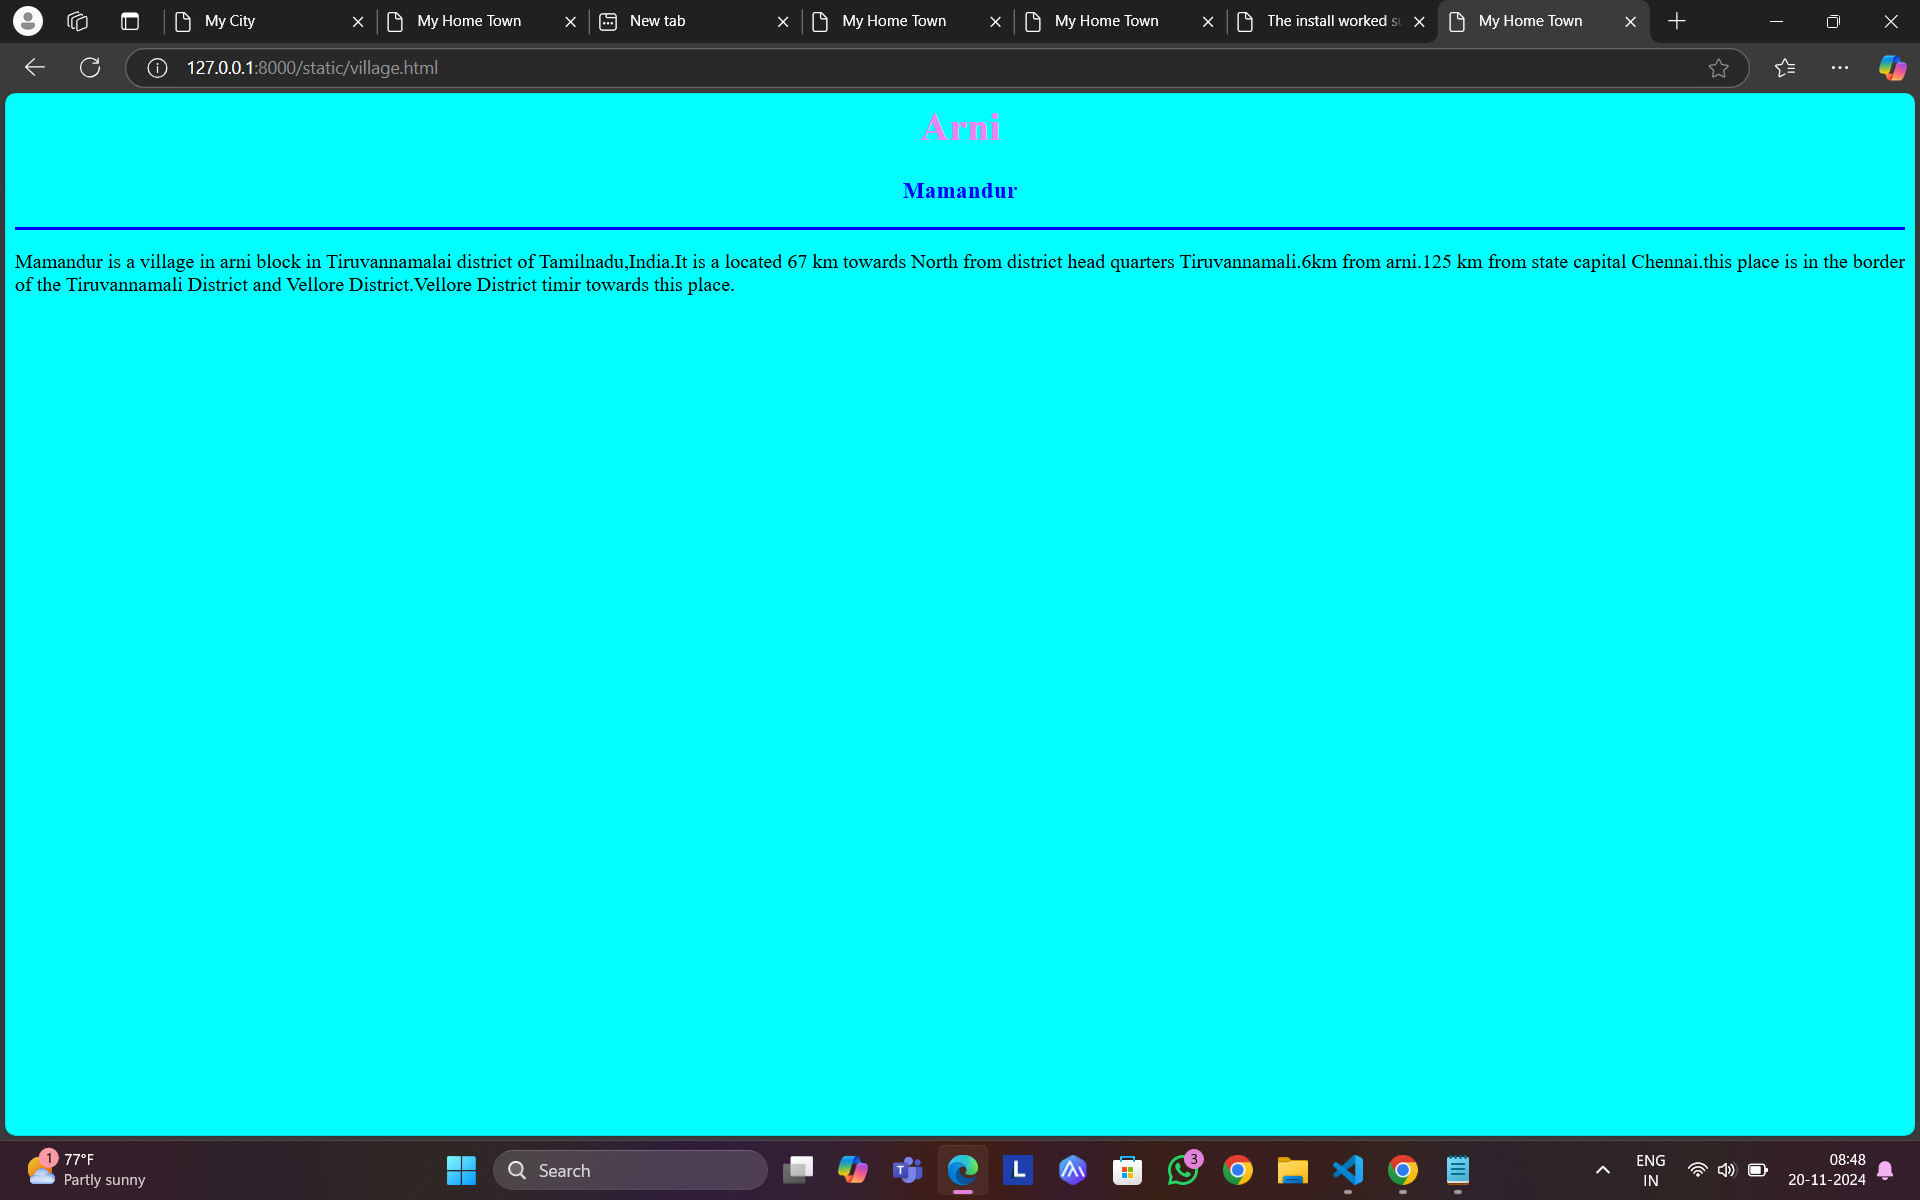 My City
My Home Town
New tab
My Home Town
My Home Town
The install worked s
My Home Town
127.0.0.1:8000/static/village.html
Arni
Mamandur
Mamandur is a village in arni block in Tiruvannamalai district of Tamilnadu,India.It is a located 67 km towards North from district head quarters Tiruvannamali.6km from arni.125 km from state capital Chennai.this place is in the border
of the Tiruvannamali District and Vellore District.Vellore District timir towards this place.
1
77°F
Partly sunny
Search
T
L
3
ENG
IN
08:48
20-11-2024